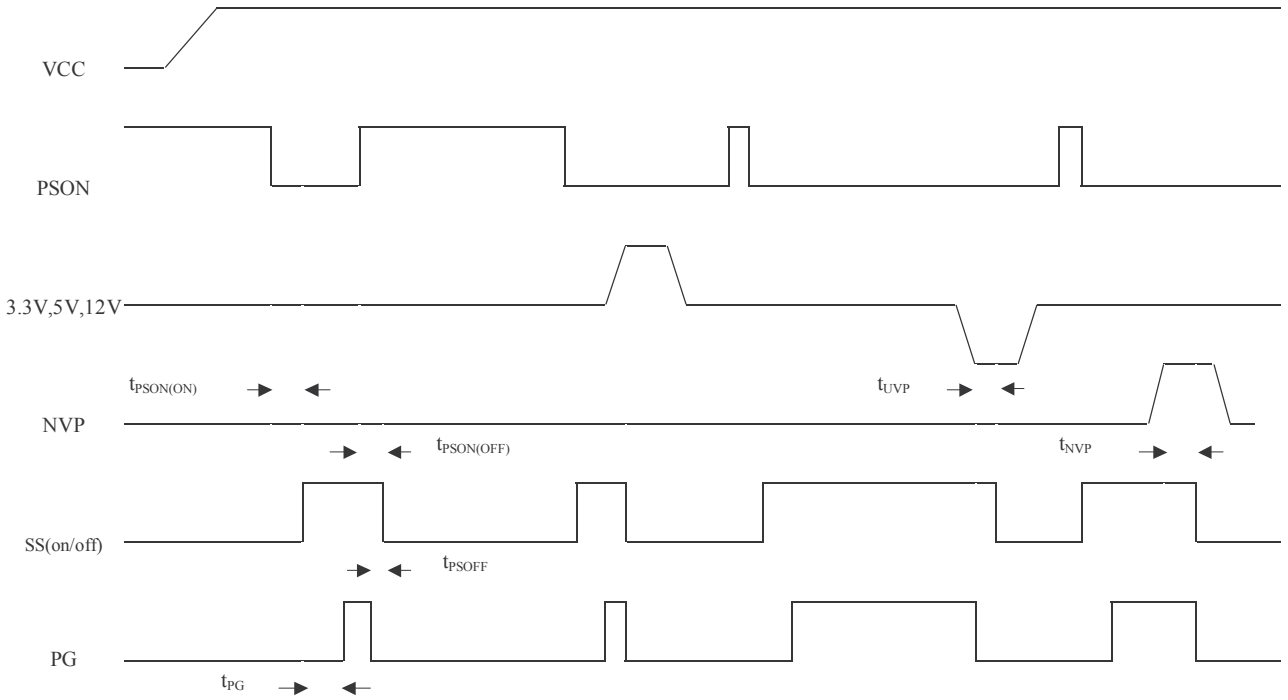 VCC
PSON
3.3V,5V,12V
tPSON(ON)
tUVP
NVP
tPSON(OFF)
tNVP
SS(on/off)
tPSOFF
PG
tPG